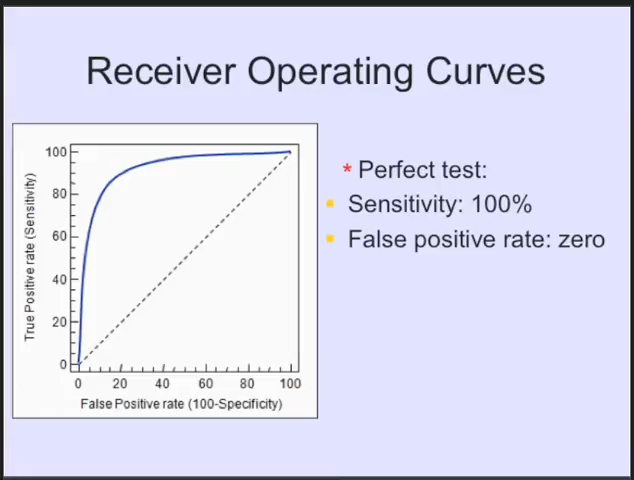 Receiver Operating Curves
* Perfect test:
Sensitivity: 100%
False positive rate: zero
True Positive rate (Sensitivity)
100
80
60
40
20
0
0 20 40 60 80 100
False Positive rate (100-Specificity)